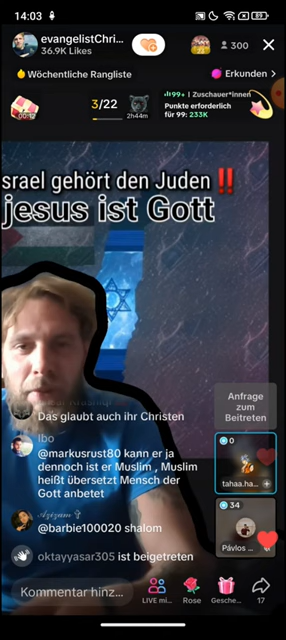 14:03
89
evangelistChri...
36.9K Likes
300
Wöchentliche Rangliste
Erkunden >
00:12
3/22
2h44m
99+ | Zuschauer*innen
Punkte erforderlich
für 99: 233K
srael gehört den Juden ‼
jesus ist Gott
Das glaubt auch ihr Christen
Ibo
@markusrust80 kann er ja
dennoch ist er Muslim , Muslim
heißt übersetzt Mensch der
Gott anbetet
@barbie100020 shalom
oktayyasar305 ist beigetreten
Anfrage
zum
Beitreten
0
tahaa.ha...
34
Pávlos ...
Kommentar hinz...
LIVE mi...
Rose
Gesche...
17